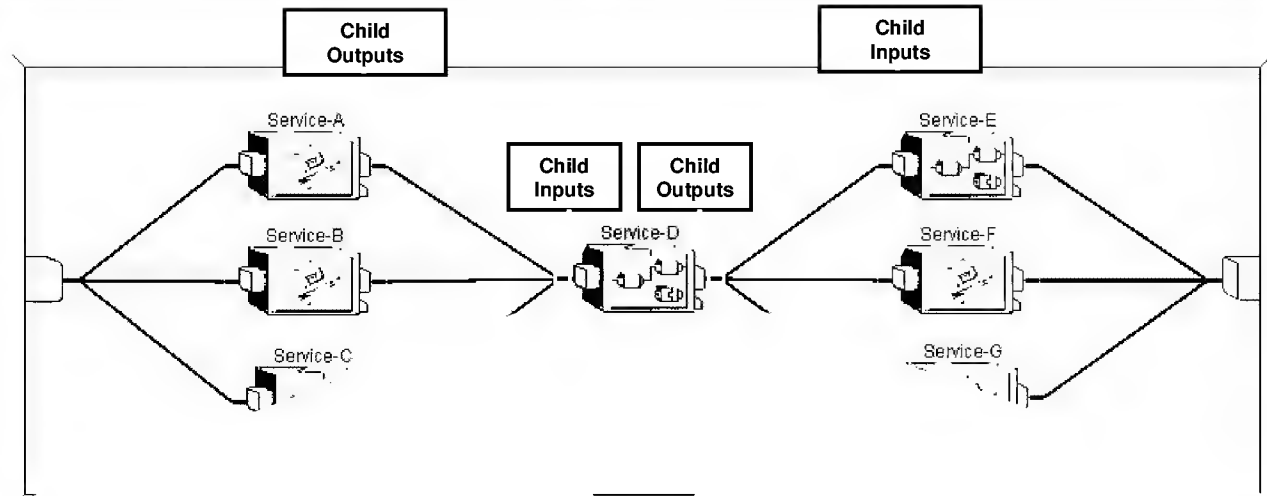 Child
Outputs
Child
Inputs
Service-A
Service-E
Child
Inputs
Child
Outputs
Service-B
Service-D
Service-F
Service-C
Service-G